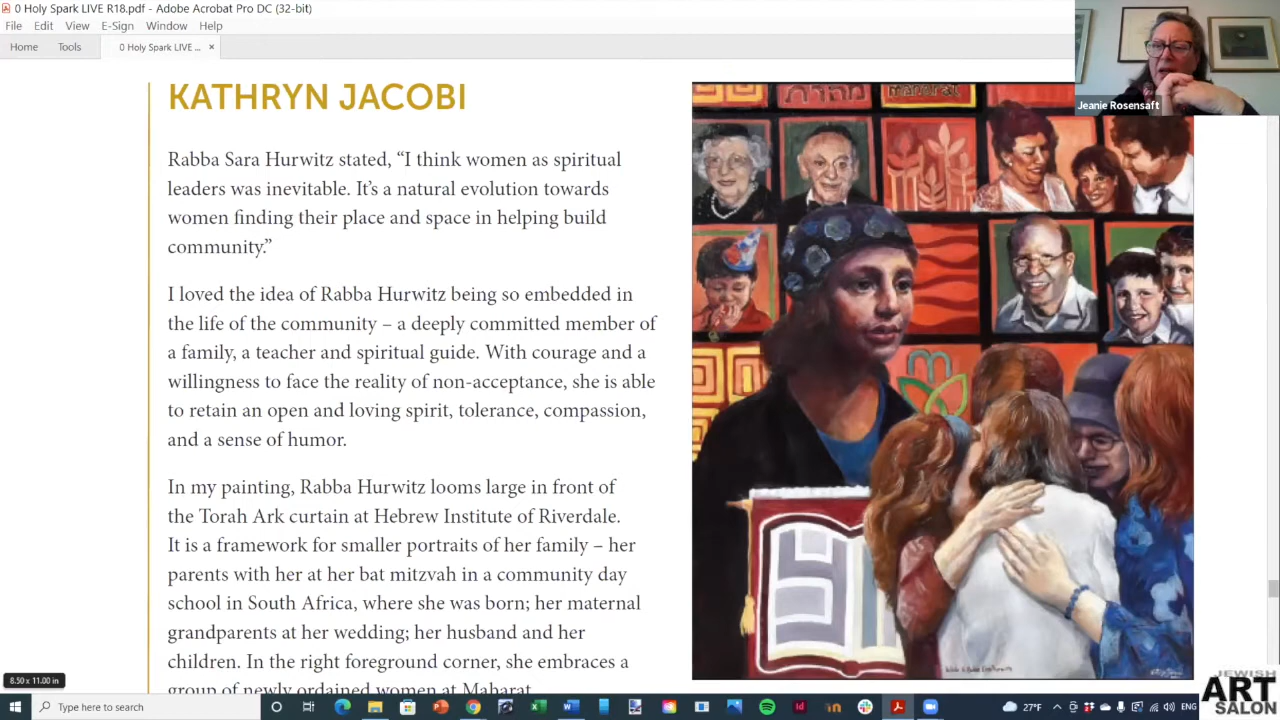 0 Holy Spark LIVE R18.pdf - Adobe Acrobat Pro DC (32-bit)
File Edit View E-Sign Window Help
Home Tools 0 Holy Spark LIVE ... ×
Jeanie Rosensaft
KATHRYN JACOBI
Rabba Sara Hurwitz stated, “I think women as spiritual
leaders was inevitable. It’s a natural evolution towards
women finding their place and space in helping build
community.”
I loved the idea of Rabba Hurwitz being so embedded in
the life of the community – a deeply committed member of
a family, a teacher and spiritual guide. With courage and a
willingness to face the reality of non-acceptance, she is able
to retain an open and loving spirit, tolerance, compassion,
and a sense of humor.
In my painting, Rabba Hurwitz looms large in front of
the Torah Ark curtain at Hebrew Institute of Riverdale.
It is a framework for smaller portraits of her family – her
parents with her at her bat mitzvah in a community day
school in South Africa, where she was born; her maternal
grandparents at her wedding; her husband and her
children. In the right foreground corner, she embraces a
group of newly ordained women at Maharat
8.50 x 11.00 in
Type here to search
27°F
ENG
JEWISH
ART
SALON